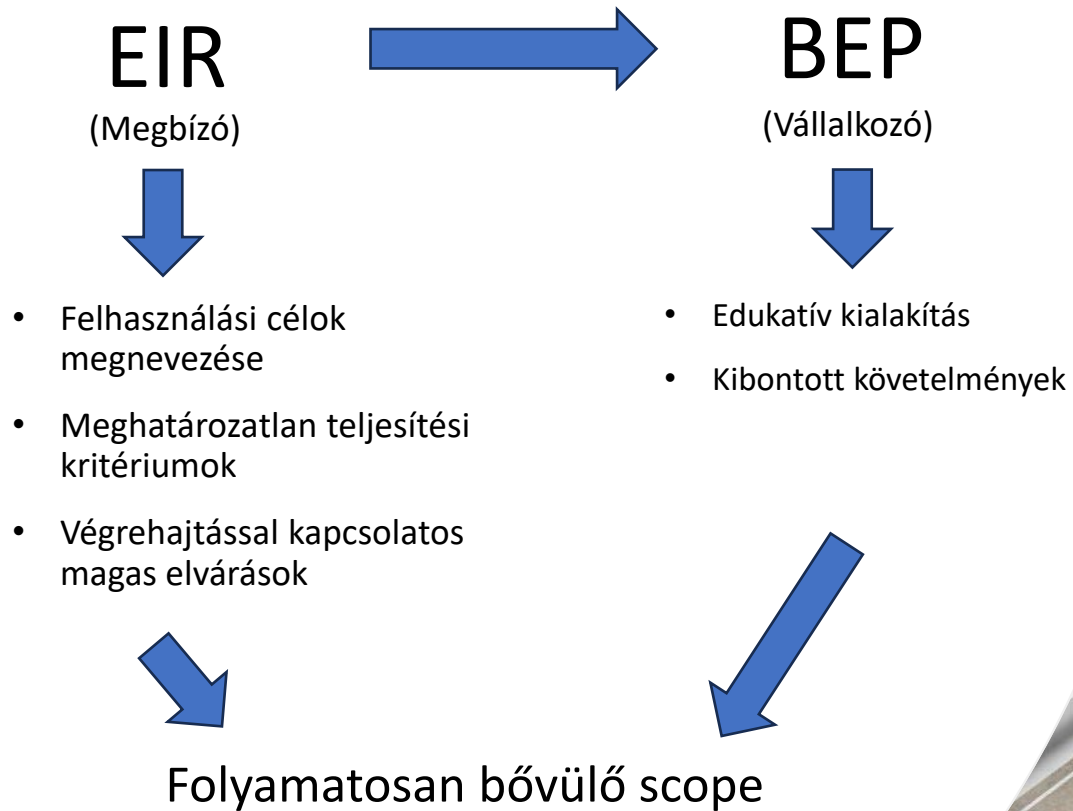 EIR
(Megbízó)
• Felhasználási célok
megnevezése
• Meghatározatlan teljesítési
kritériumok
• Végrehajtással kapcsolatos
magas elvárások
BEP
(Vállalkozó)
• Edukatív kialakítás
• Kibontott követelmények
Folyamatosan bővülő scope